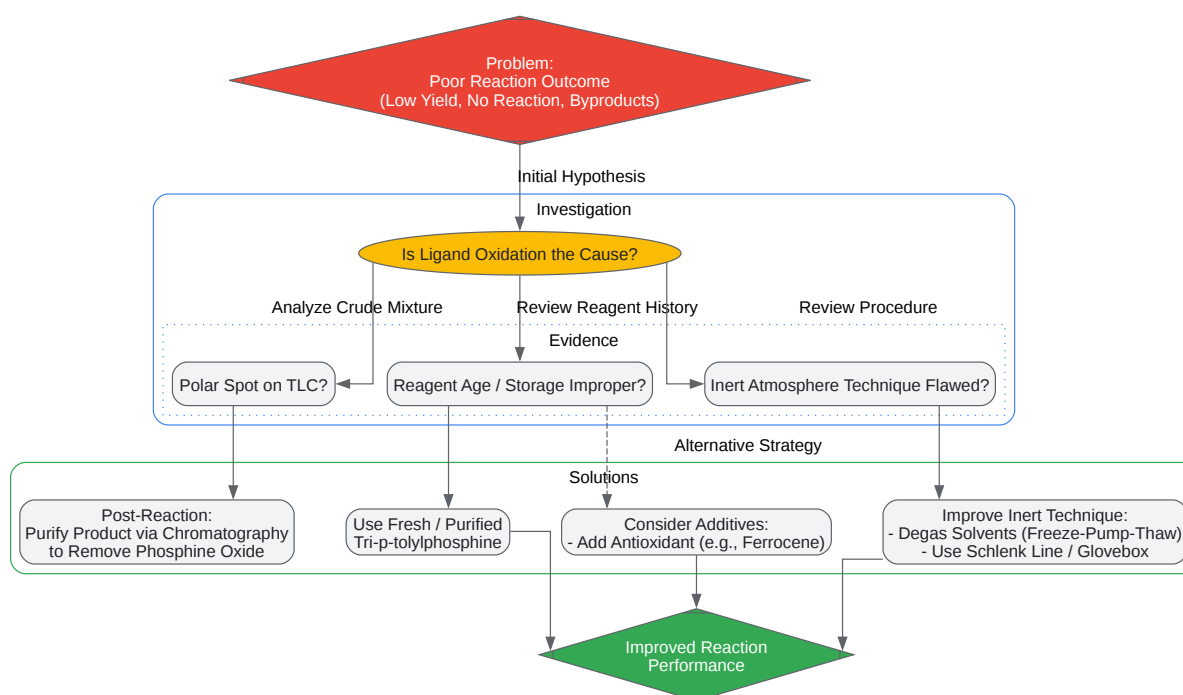 Problem:
Poor Reaction Outcome
(Low Yield, No Reaction, Byproducts)
Initial Hypothesis
Investigation
Is Ligand Oxidation the Cause?
Analyze Crude Mixture
Review Reagent History
Review Procedure
Evidence
Polar Spot on TLC?
Reagent Age / Storage Improper?
Inert Atmosphere Technique Flawed?
Alternative Strategy
Solutions
Post-Reaction:
Purify Product via Chromatography
to Remove Phosphine Oxide
Use Fresh / Purified
Tri-p-tolylphosphine
Consider Additives:
- Add Antioxidant (e.g., Ferrocene)
Improve Inert Technique:
- Degas Solvents (Freeze-Pump-Thaw)
- Use Schlenk Line / Glovebox
Improved Reaction
Performance